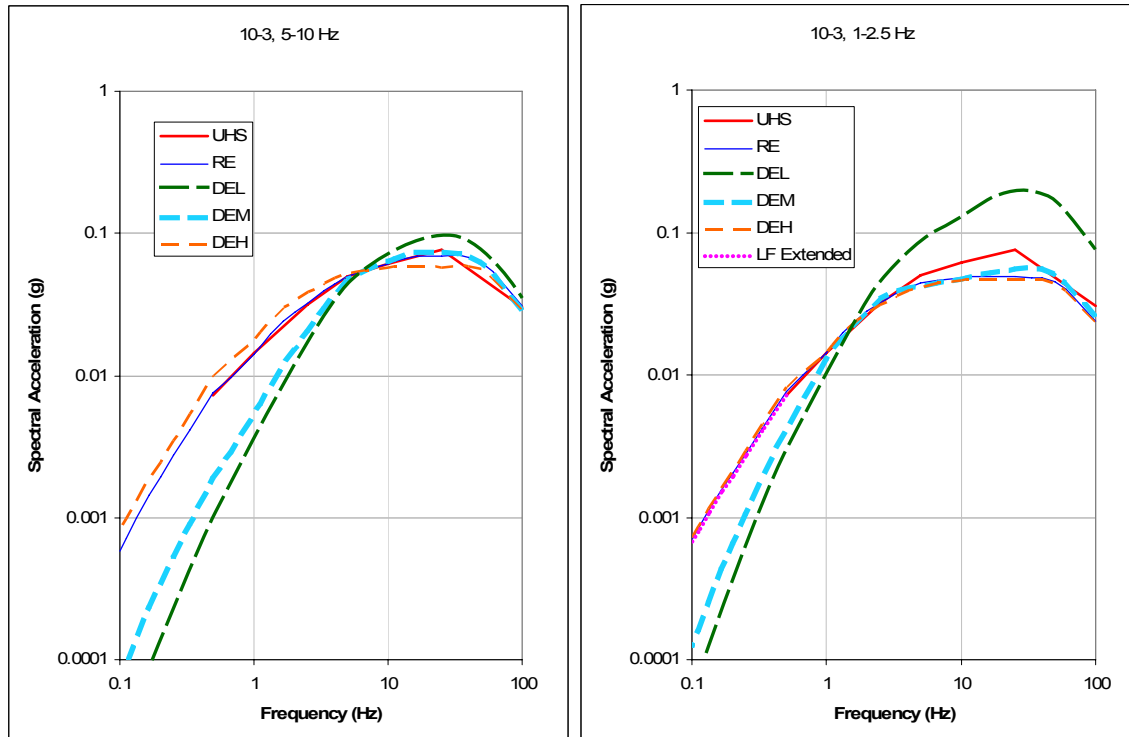 10-3, 5-10 Hz
1
0.1
0.01
0.001
0.0001
Spectral Acceleration (g)
UHS
RE
DEL
DEM
DEH
0.1
1
10
100
Frequency (Hz)
10-3, 1-2.5 Hz
1
0.1
0.01
0.001
0.0001
Spectral Acceleration (g)
UHS
RE
DEL
DEM
DEH
LF Extended
0.1
1
10
100
Frequency (Hz)